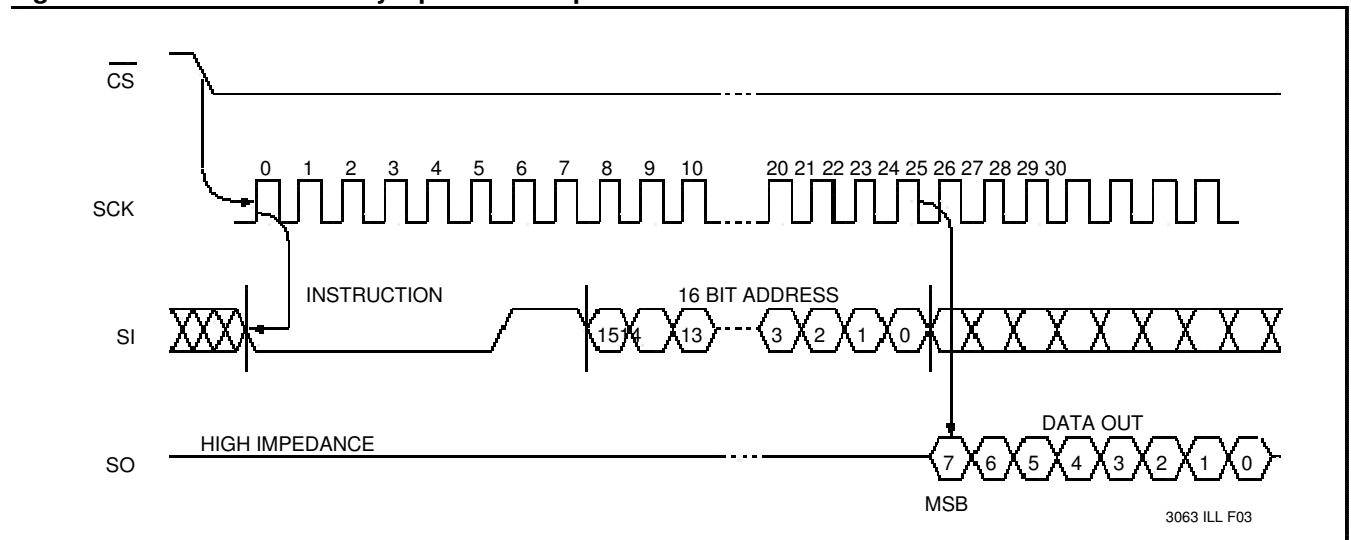 CS
0 1 2 3 4 5 6 7 8 9 10 20 21 22 23 24 25 26 27 28 29 30
SCK
INSTRUCTION 16 BIT ADDRESS
SI 15 14 13 3 2 1 0
DATA OUT
HIGH IMPEDANCE
SO 7 6 5 4 3 2 1 0
MSB
3063 ILL F03